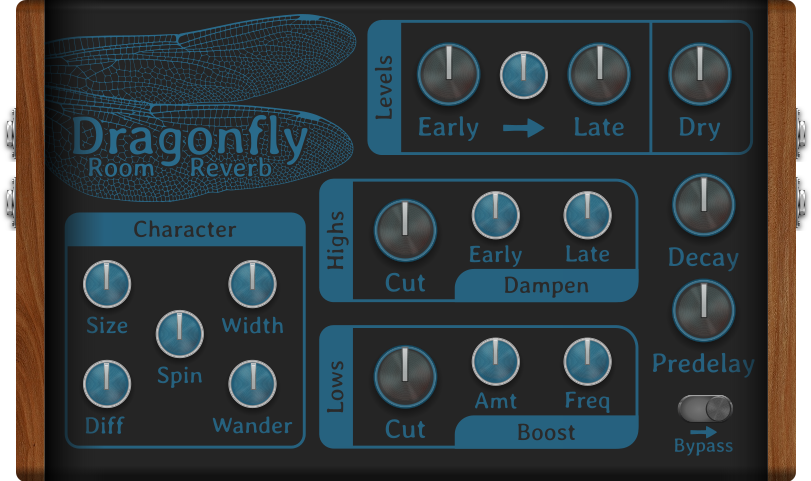 Dragonfly
Room Reverb
Levels
Early
Late
Dry
Character
Size
Width
Spin
Diff
Wander
Highs
Cut
Early
Late
Dampen
Lows
Cut
Amt
Freq
Boost
Decay
Predelay
Bypass